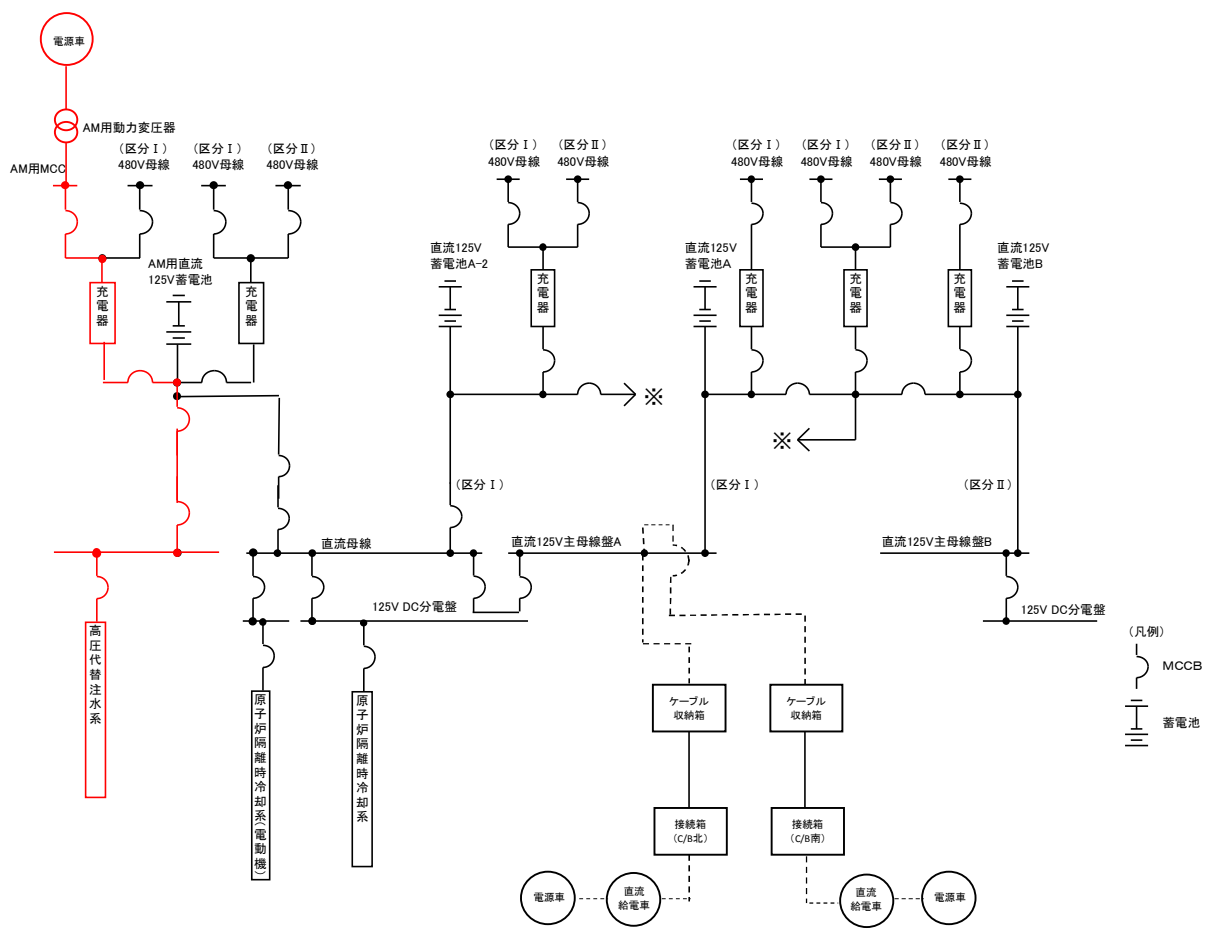 電源車
AM用動力変圧器
AM用MCC
(区分Ⅰ)
480V母線
(区分Ⅰ)
480V母線
(区分Ⅱ)
480V母線
(区分Ⅰ)
480V母線
(区分Ⅱ)
480V母線
(区分Ⅰ)
480V母線
(区分Ⅰ)
480V母線
(区分Ⅱ)
480V母線
(区分Ⅱ)
480V母線
AM用直流
125V蓄電池
直流125V
蓄電池A-2
直流125V
蓄電池A
直流125V
蓄電池B
充電器
充電器
充電器
充電器
充電器
充電器
※
※
(区分Ⅰ)
(区分Ⅰ)
(区分Ⅱ)
直流母線
直流125V主母線盤A
直流125V主母線盤B
125V DC分電盤
125V DC分電盤
高圧代替注水系
原子炉隔離時冷却系(電動機)
原子炉隔離時冷却系
(凡例)
MCCB
蓄電池
ケーブル
収納箱
ケーブル
収納箱
接続箱
(C/B北)
接続箱
(C/B南)
電源車
直流
給電車
直流
給電車
電源車